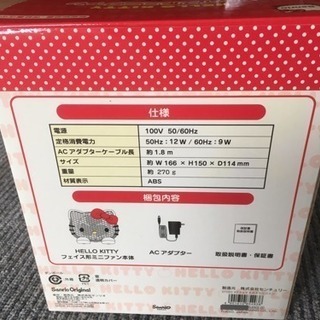 仕様
電源 100V 50/60Hz
定格消費電力 50Hz：12W / 60Hz：9W
ACアダプターケーブル長 約1.8m
サイズ 約W166×H150×D114mm
重量 約270g
材質表示 ABS
梱包内容
HELLO KITTY
フェイス形ミニファン本体
ACアダプター
取扱説明書・保証書
HELLO KITTY
Sanrio Original
Sanrio